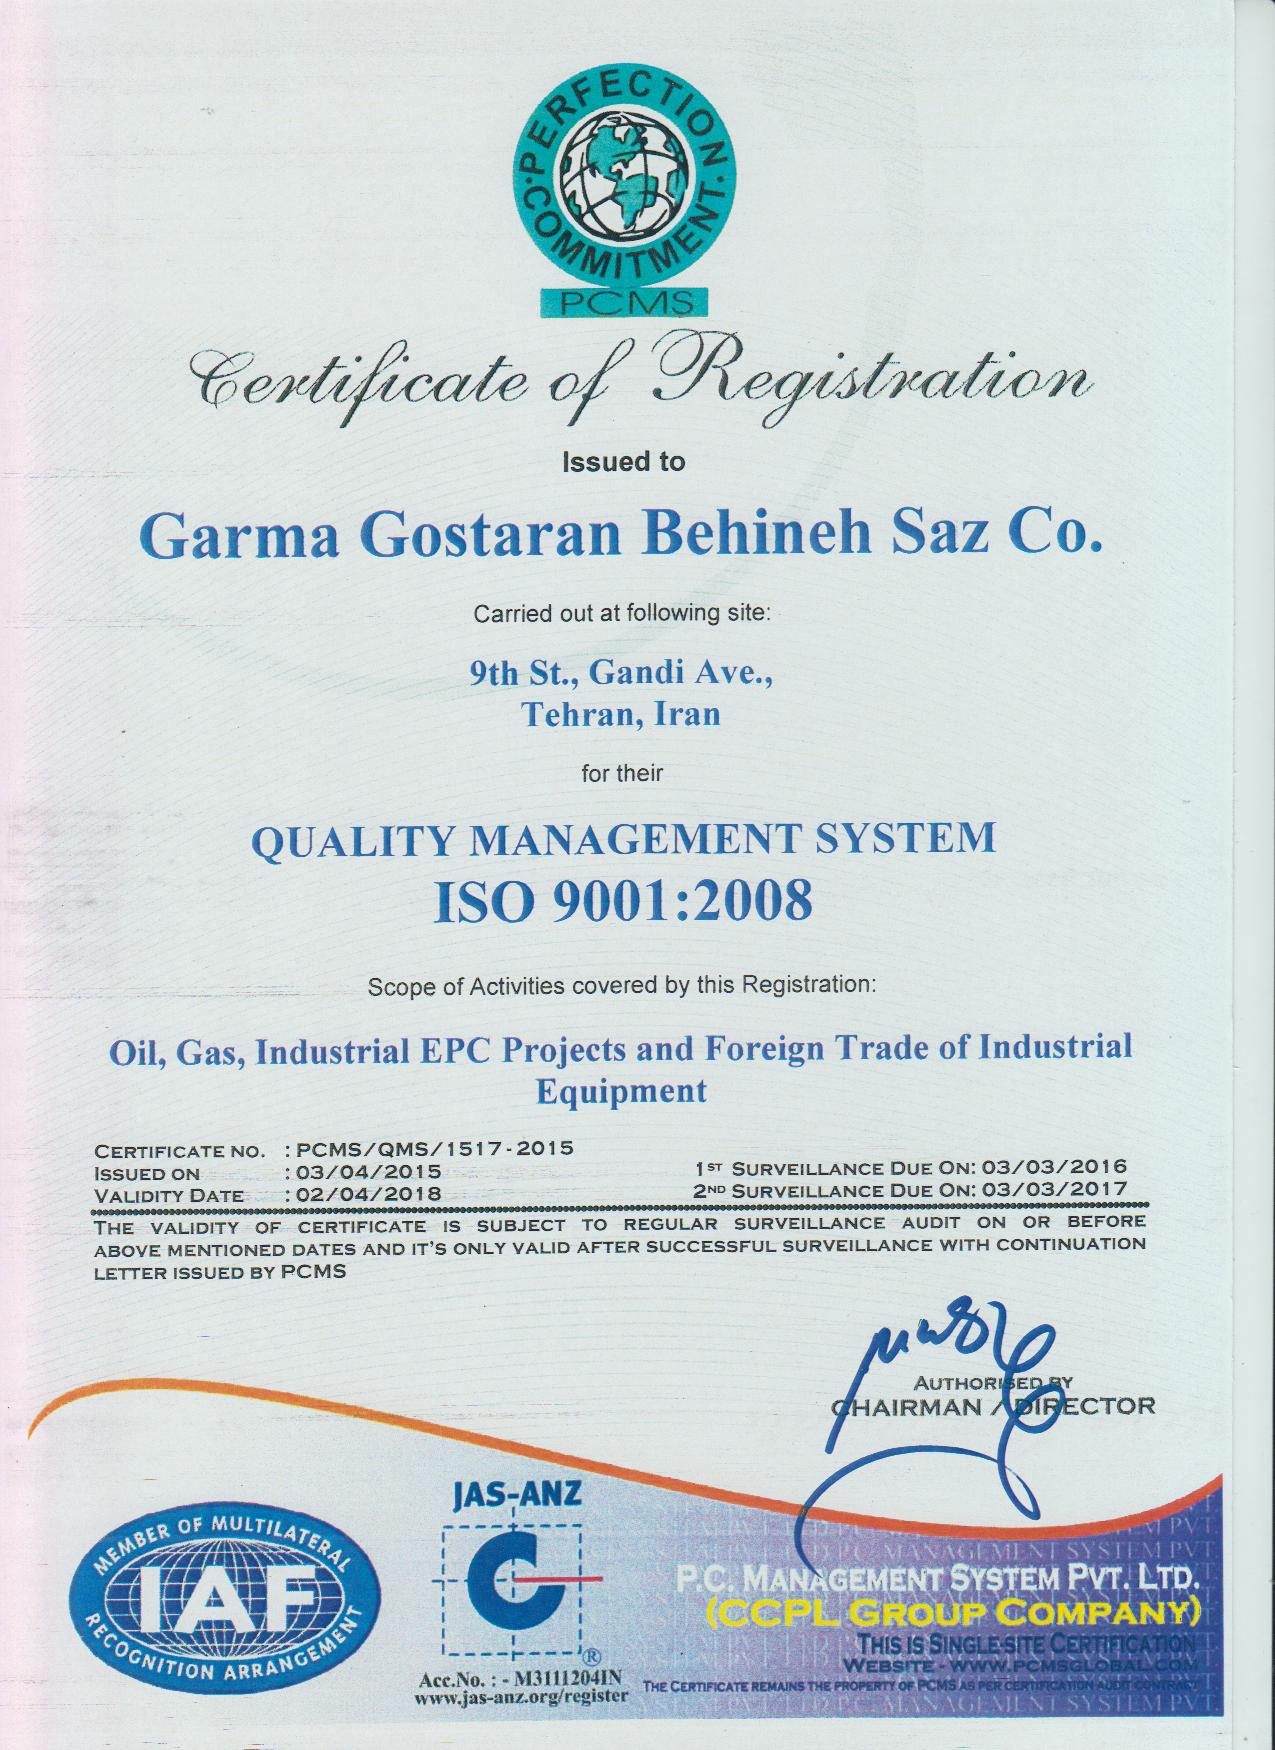 PERFECTION
COMMITMENT
PCMS
Certificate of Registration
Issued to
Garma Gostaran Behineh Saz Co.
Carried out at following site:
9th St., Gandi Ave.,
Tehran, Iran
for their
QUALITY MANAGEMENT SYSTEM
ISO 9001:2008
Scope of Activities covered by this Registration:
Oil, Gas, Industrial EPC Projects and Foreign Trade of Industrial
Equipment
CERTIFICATE NO. : PCMS/QMS/1517-2015
ISSUED ON : 03/04/2015
VALIDITY DATE : 02/04/2018
1ST SURVEILLANCE DUE ON: 03/03/2016
2ND SURVEILLANCE DUE ON: 03/03/2017
THE VALIDITY OF CERTIFICATE IS SUBJECT TO REGULAR SURVEILLANCE AUDIT ON OR BEFORE
ABOVE MENTIONED DATES AND IT'S ONLY VALID AFTER SUCCESSFUL SURVEILLANCE WITH CONTINUATION
LETTER ISSUED BY PCMS
AUTHORISED BY
CHAIRMAN / DIRECTOR
MEMBER OF MULTILATERAL
IAF
RECOGNITION ARRANGEMENT
JAS-ANZ
®
Acc.No. : - M3111204IN
www.jas-anz.org/register
P.C. MANAGEMENT SYSTEM PVT. LTD.
(CCPL GROUP COMPANY)
THIS IS SINGLE-SITE CERTIFICATION
WEBSITE - WWW.PCMSGLOBAL.COM
THE CERTIFICATE REMAINS THE PROPERTY OF PCMS AS PER CERTIFICATION AUDIT CONTRACT